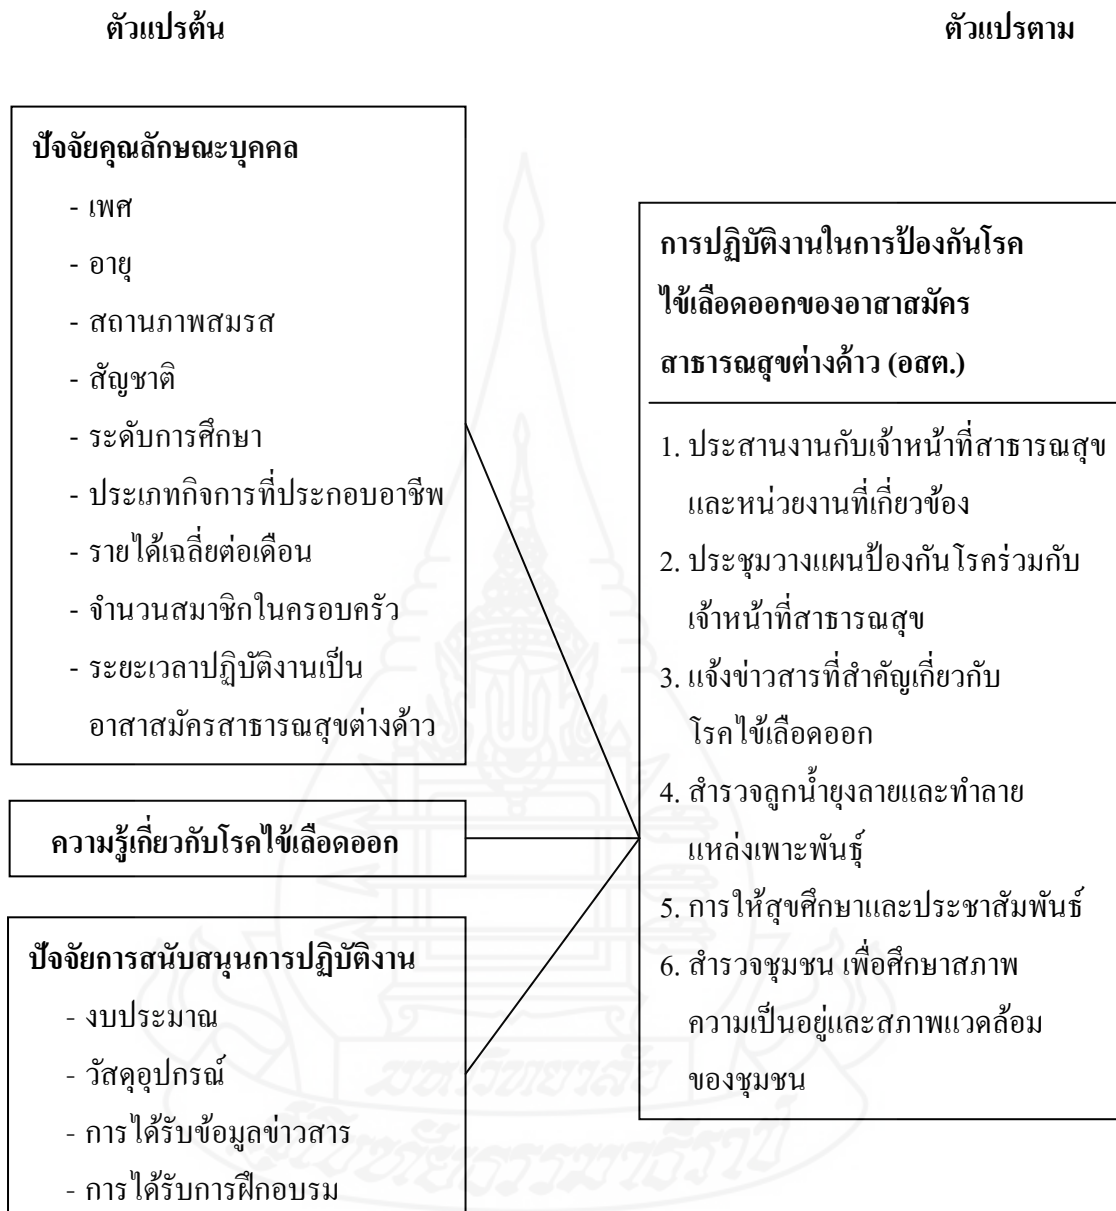 ตัวแปรต้น
ตัวแปรตาม
ปัจจัยคุณลักษณะบุคคล
- เพศ
- อายุ
- สถานภาพสมรส
- สัญชาติ
- ระดับการศึกษา
- ประเภทกิจการที่ประกอบอาชีพ
- รายได้เฉลี่ยต่อเดือน
- จำนวนสมาชิกในครอบครัว
- ระยะเวลาปฏิบัติงานเป็น
อาสาสมัครสาธารณสุขต่างด้าว
ความรู้เกี่ยวกับโรคไข้เลือดออก
ปัจจัยการสนับสนุนการปฏิบัติงาน
- งบประมาณ
- วัสดุอุปกรณ์
- การได้รับข้อมูลข่าวสาร
- การได้รับการฝึกอบรม
การปฏิบัติงานในการป้องกันโรค
ไข้เลือดออกของอาสาสมัคร
สาธารณสุขต่างด้าว (อสต.)
1. ประสานงานกับเจ้าหน้าที่สาธารณสุข
และหน่วยงานที่เกี่ยวข้อง
2. ประชุมวางแผนป้องกันโรคร่วมกับ
เจ้าหน้าที่สาธารณสุข
3. แจ้งข่าวสารที่สำคัญเกี่ยวกับ
โรคไข้เลือดออก
4. สำรวจลูกน้ำยุงลายและทำลาย
แหล่งเพาะพันธุ์
5. การให้สุขศึกษาและประชาสัมพันธ์
6. สำรวจชุมชน เพื่อศึกษาสภาพ
ความเป็นอยู่และสภาพแวดล้อม
ของชุมชน
มหาวิทยาลัย
สุโขทัยธรรมาธิราช